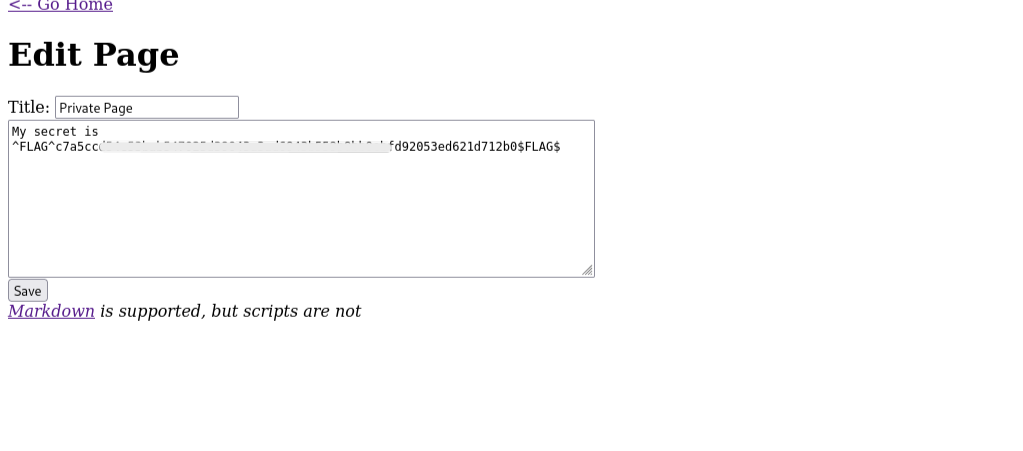 <-- Go Home
Edit Page
Title: Private Page
My secret is
^FLAG^c7a5cc fd92053ed621d712b0$FLAG$
Save
Markdown is supported, but scripts are not